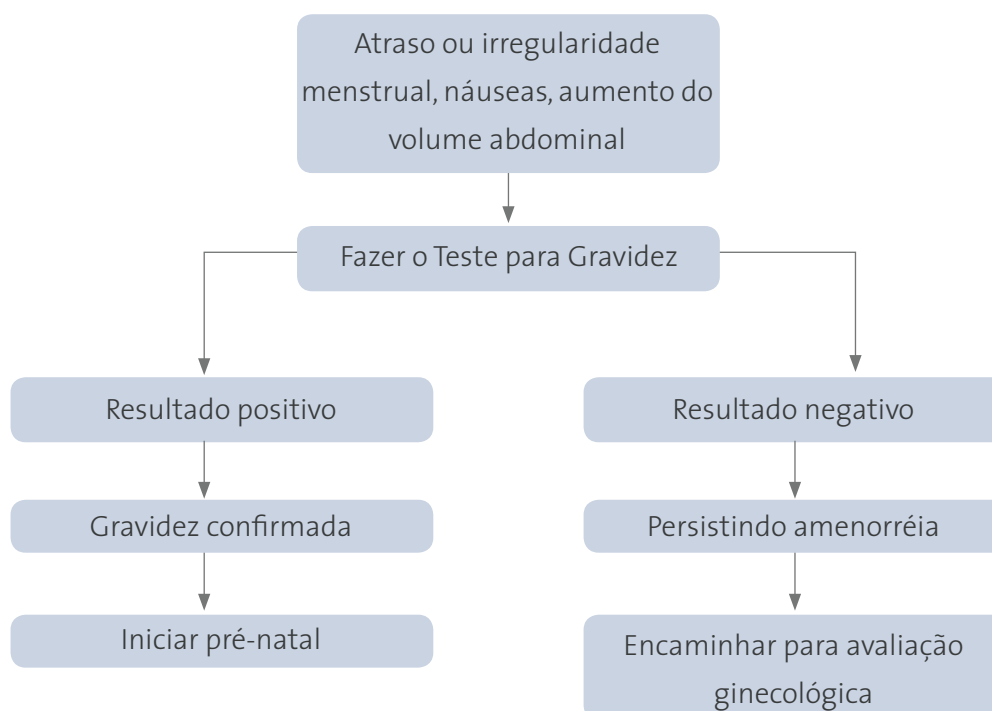 Atraso ou irregularidade
menstrual, náuseas, aumento do
volume abdominal
Fazer o Teste para Gravidez
Resultado positivo
Resultado negativo
Gravidez confirmada
Persistindo amenorréia
Iniciar pré-natal
Encaminhar para avaliação
ginecológica